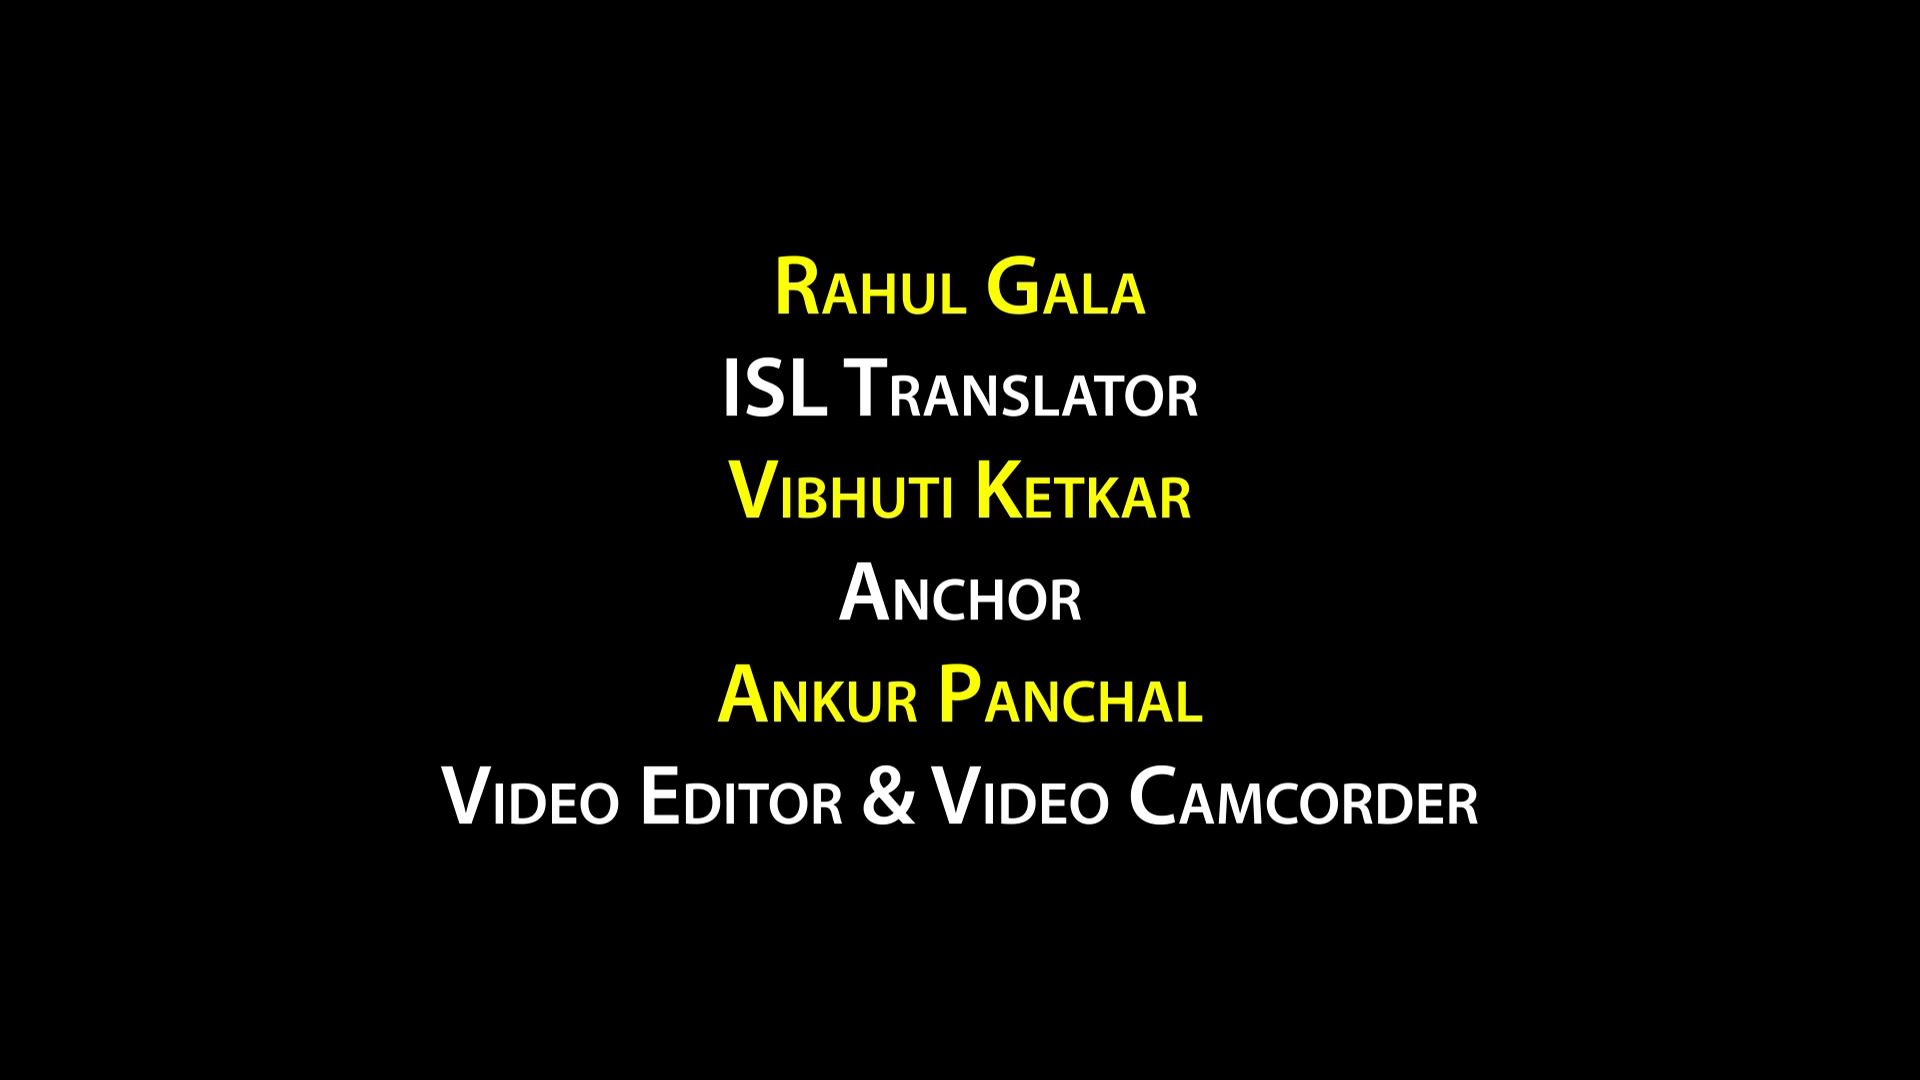 Rahul Gala
ISL Translator
Vibhuti Ketkar
Anchor
Ankur Panchal
Video Editor & Video Camcorder